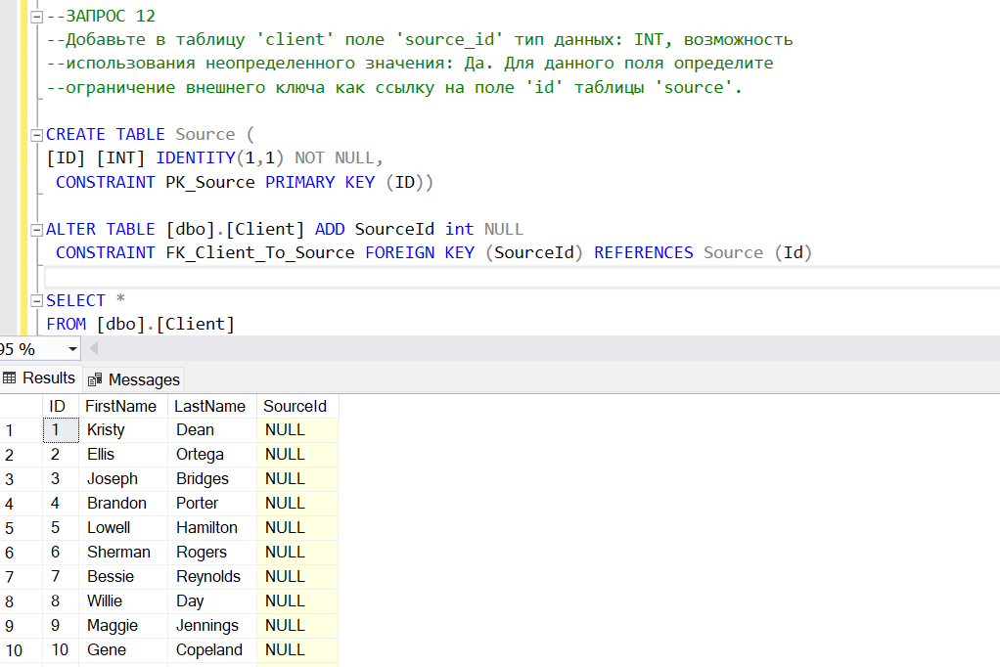 --ЗАПРОС 12
--Добавьте в таблицу 'client' поле 'source_id' тип данных: INT, возможность
--использования неопределенного значения: Да. Для данного поля определите
--ограничение внешнего ключа как ссылку на поле 'id' таблицы 'source'.
CREATE TABLE Source (
[ID] [INT] IDENTITY(1,1) NOT NULL,
CONSTRAINT PK_Source PRIMARY KEY (ID))
ALTER TABLE [dbo].[Client] ADD SourceId int NULL
CONSTRAINT FK_Client_To_Source FOREIGN KEY (SourceId) REFERENCES Source (Id)
SELECT *
FROM [dbo].[Client]
95 %
Results Messages
ID FirstName LastName SourceId
1 1 Kristy Dean NULL
2 2 Ellis Ortega NULL
3 3 Joseph Bridges NULL
4 4 Brandon Porter NULL
5 5 Lowell Hamilton NULL
6 6 Sherman Rogers NULL
7 7 Bessie Reynolds NULL
8 8 Willie Day NULL
9 9 Maggie Jennings NULL
10 10 Gene Copeland NULL